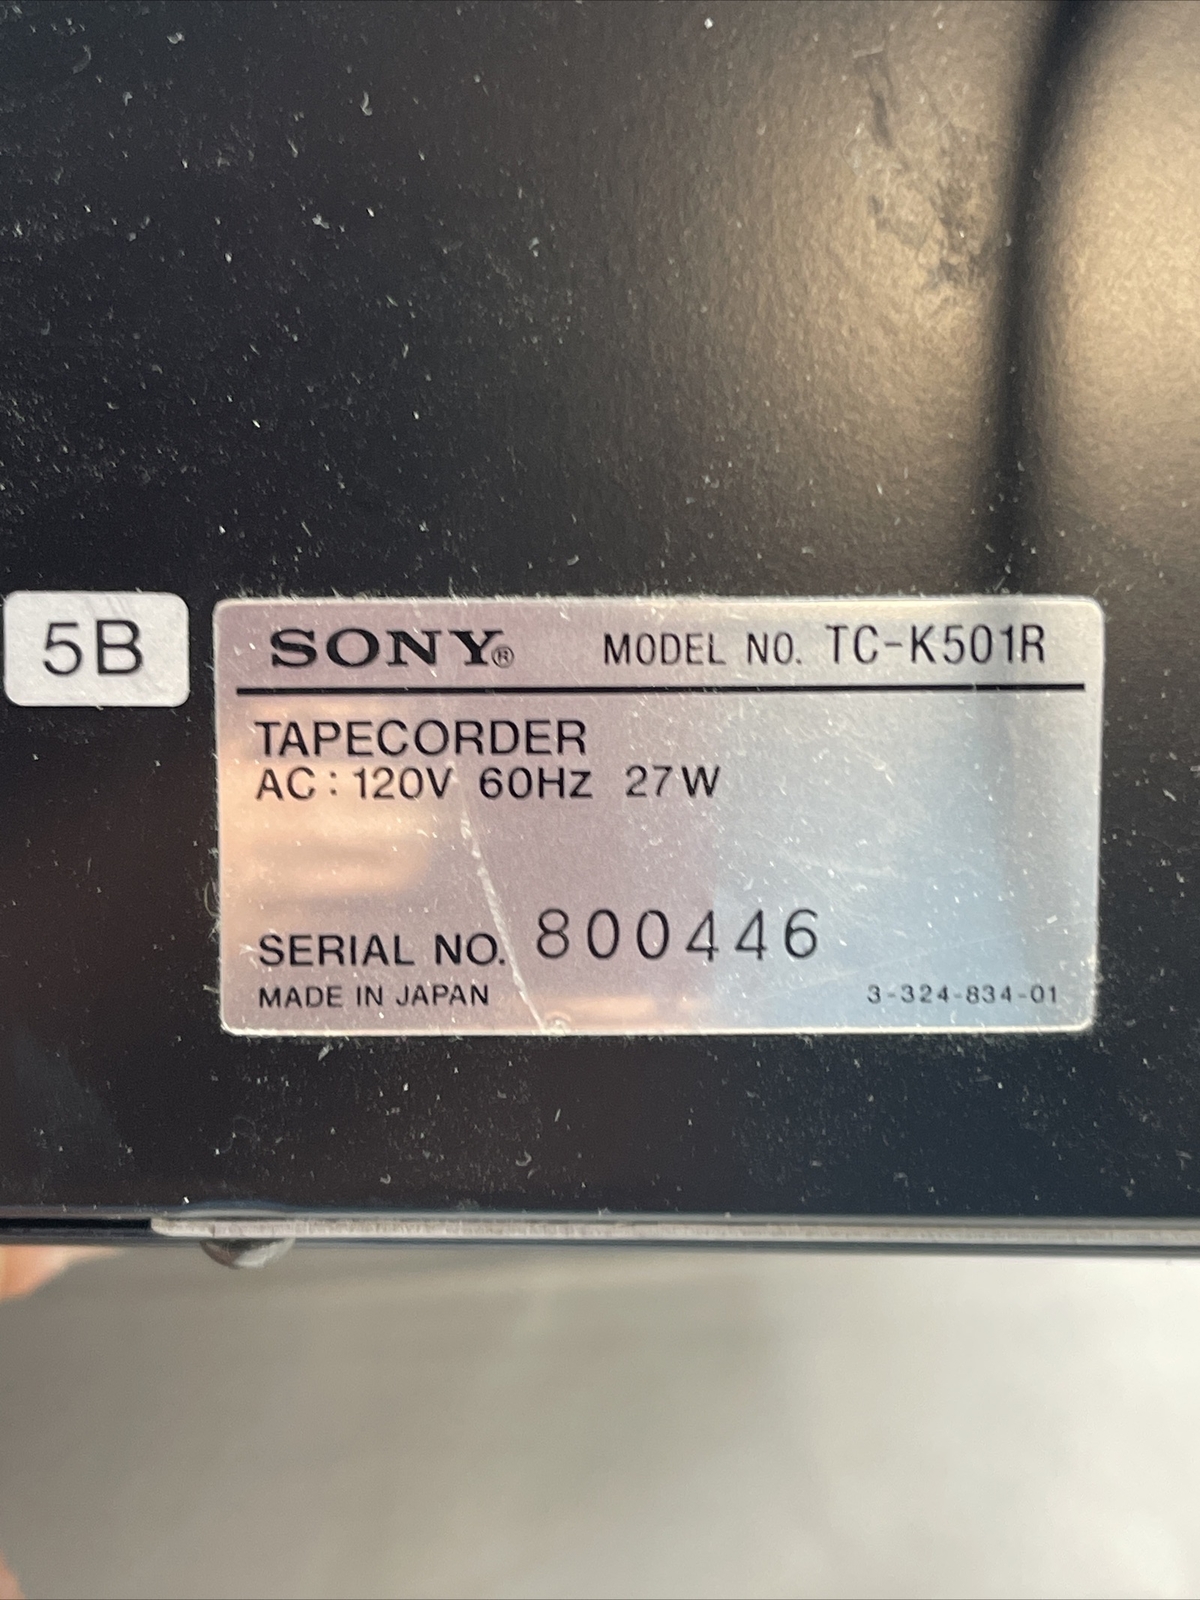 5B
SONY® MODEL NO. TC-K501R
TAPECORDER
AC: 120V 60Hz 27W
SERIAL NO. 800446
MADE IN JAPAN 3-324-834-01